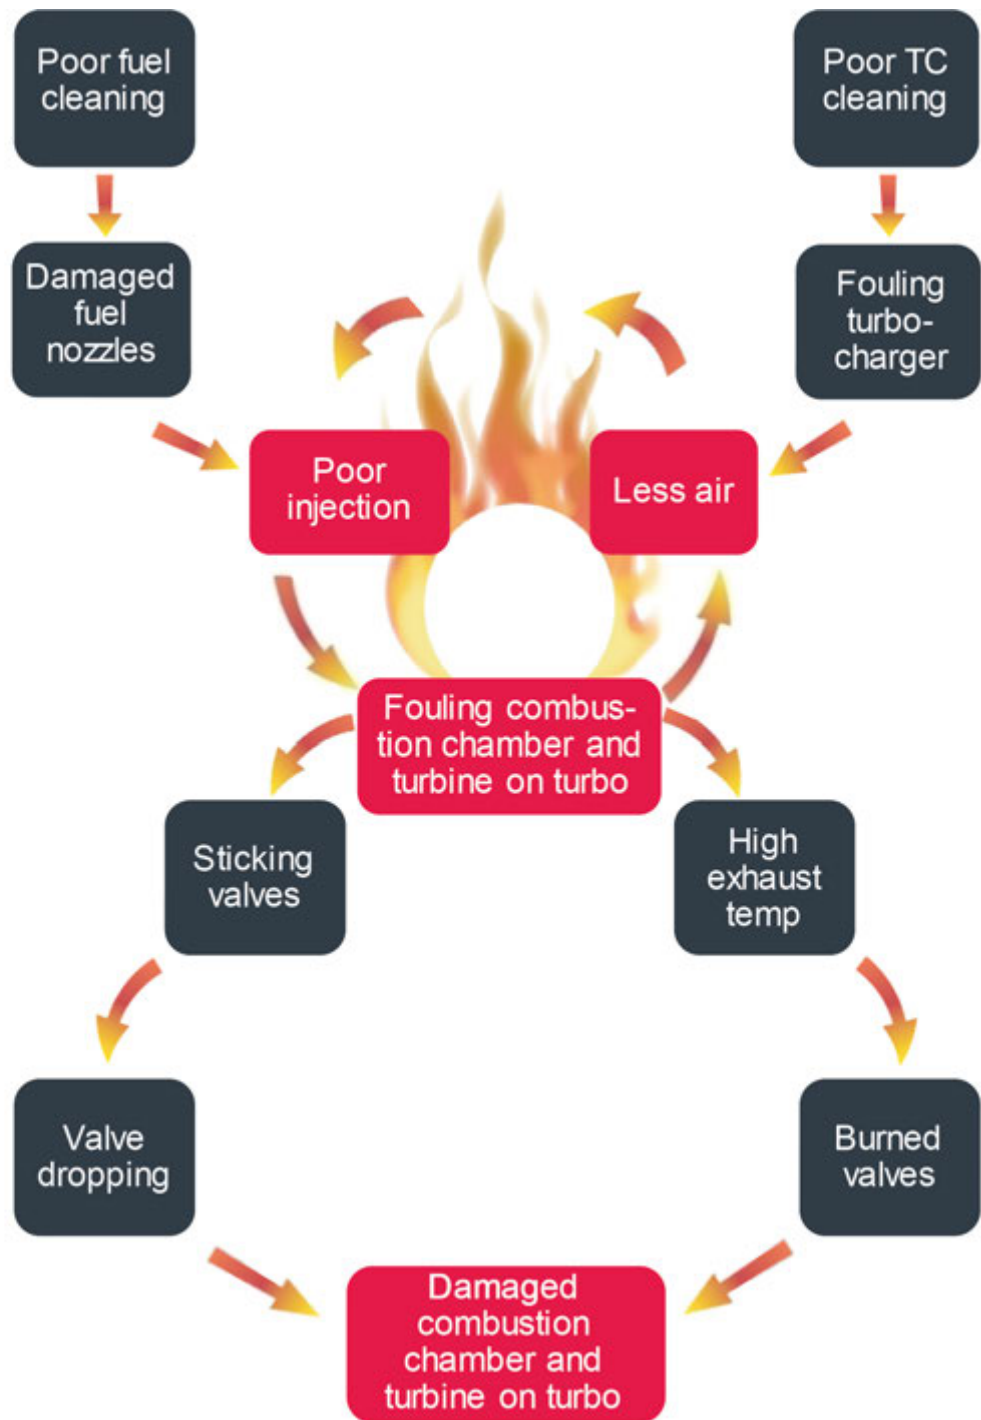 Poor fuel
cleaning
Poor TC
cleaning
Damaged
fuel
nozzles
Fouling
turbo-
charger
Poor
injection
Less air
Fouling combus-
tion chamber and
turbine on turbo
Sticking
valves
High
exhaust
temp
Valve
dropping
Burned
valves
Damaged
combustion
chamber and
turbine on turbo